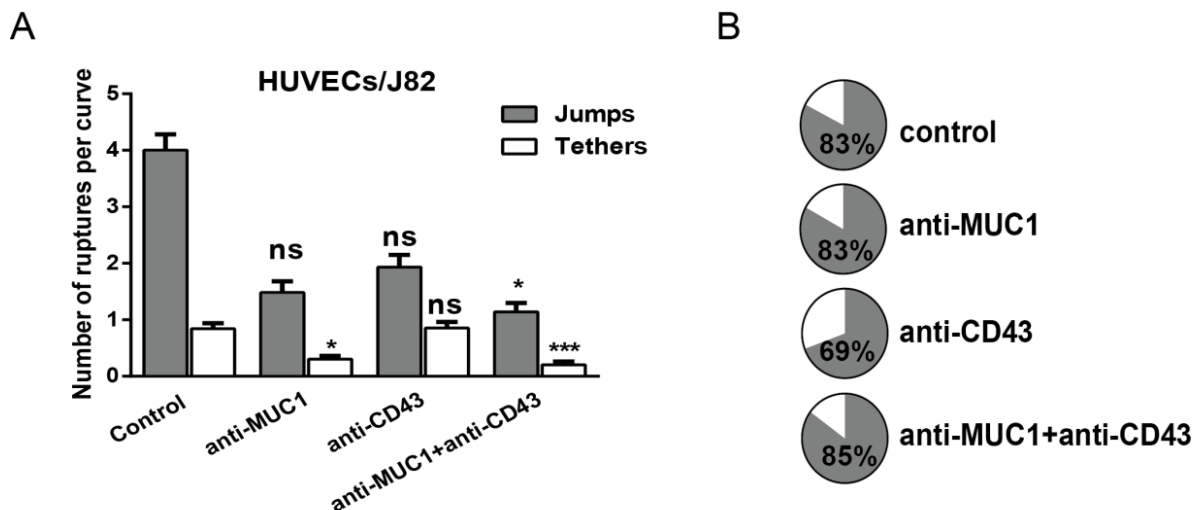 A
HUVECs/J82
Number of ruptures per curve
5
4
3
2
1
0
Jumps
Tethers
ns
*
ns
ns
*
***
Control
anti-MUC1
anti-CD43
anti-MUC1+anti-CD43
B
83%
control
83%
anti-MUC1
69%
anti-CD43
85%
anti-MUC1+anti-CD43